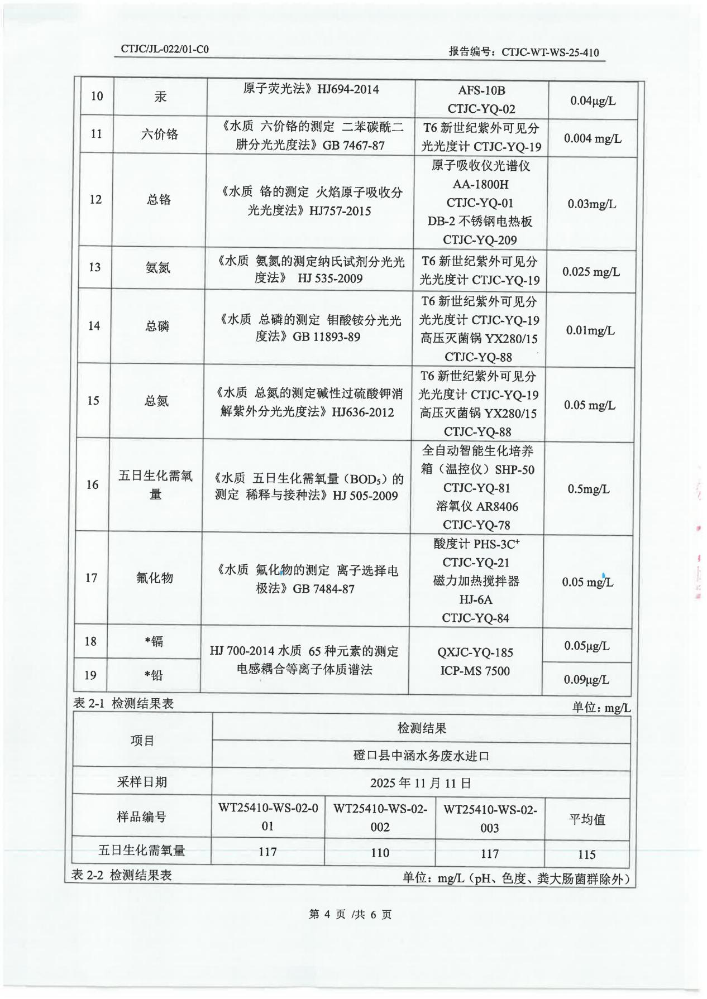 CTJC/JL-022/01-C0
报告编号：CTJC-WT-WS-25-410
10
汞
原子荧光法》HJ694-2014
AFS-10B
CTJC-YQ-02
0.04μg/L
11
六价铬
《水质 六价铬的测定 二苯碳酰二
肼分光光度法》GB 7467-87
T6 新世纪紫外可见分
光光度计 CTJC-YQ-19
0.004 mg/L
12
总铬
《水质 铬的测定 火焰原子吸收分
光光度法》HJ757-2015
原子吸收仪光谱仪
AA-1800H
CTJC-YQ-01
DB-2 不锈钢电热板
CTJC-YQ-209
0.03mg/L
13
氨氮
《水质 氨氮的测定纳氏试剂分光光
度法》 HJ 535-2009
T6 新世纪紫外可见分
光光度计 CTJC-YQ-19
0.025 mg/L
14
总磷
《水质 总磷的测定 钼酸铵分光光
度法》GB 11893-89
T6 新世纪紫外可见分
光光度计 CTJC-YQ-19
高压灭菌锅 YX280/15
CTJC-YQ-88
0.01mg/L
15
总氮
《水质 总氮的测定碱性过硫酸钾消
解紫外分光光度法》HJ636-2012
T6 新世纪紫外可见分
光光度计 CTJC-YQ-19
高压灭菌锅 YX280/15
CTJC-YQ-88
0.05 mg/L
16
五日生化需氧
量
《水质 五日生化需氧量（BOD₅）的
测定 稀释与接种法》HJ 505-2009
全自动智能生化培养
箱（温控仪）SHP-50
CTJC-YQ-81
溶氧仪 AR8406
CTJC-YQ-78
0.5mg/L
17
氟化物
《水质 氟化物的测定 离子选择电
极法》GB 7484-87
酸度计 PHS-3C⁺
CTJC-YQ-21
磁力加热搅拌器
HJ-6A
CTJC-YQ-84
0.05 mg/L
18
*镉
HJ 700-2014 水质 65 种元素的测定
电感耦合等离子体质谱法
QXJC-YQ-185
ICP-MS 7500
0.05μg/L
19
*铅
0.09μg/L
表 2-1 检测结果表
单位：mg/L
项目
检测结果
磴口县中涵水务废水进口
采样日期
2025 年 11 月 11 日
样品编号
WT25410-WS-02-0
01
WT25410-WS-02-
002
WT25410-WS-02-
003
平均值
五日生化需氧量
117
110
117
115
表 2-2 检测结果表
单位：mg/L（pH、色度、粪大肠菌群除外）
第 4 页 /共 6 页